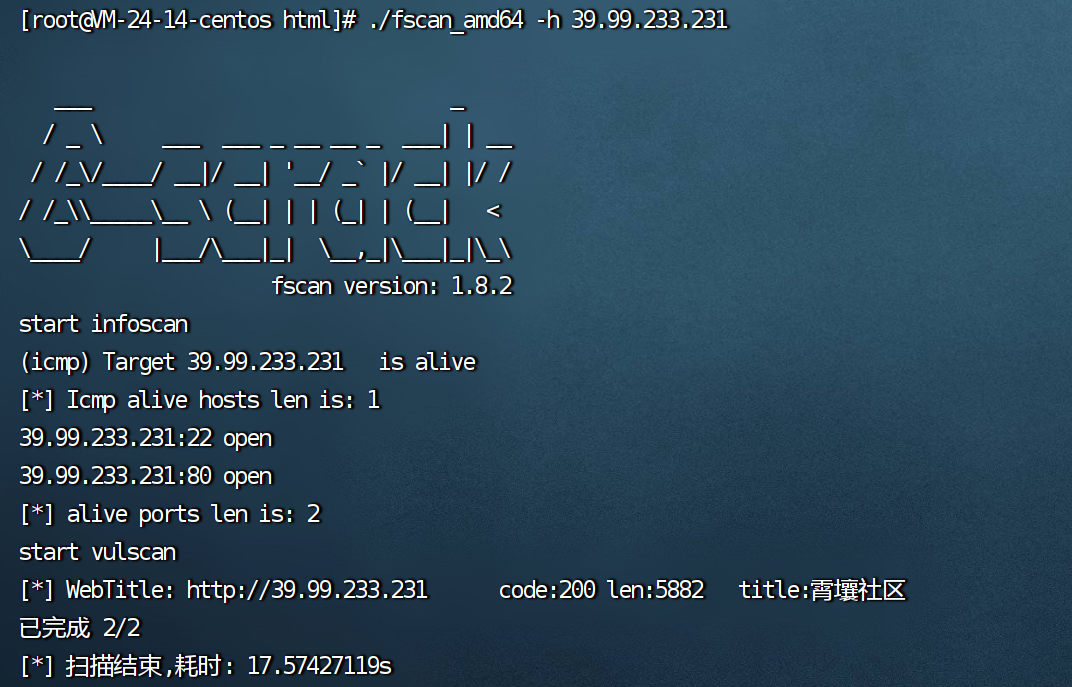 [root@VM-24-14-centos html]# ./fscan_amd64 -h 39.99.233.231
   ___                              _
  / _ \     ___  ___ _ __ __ _  ___| | __
 / /_\/____/ __|/ __| '__/ _` |/ __| |/ /
/ /_\\_____\__ \ (__| | | (_| | (__|   <
\____/     |___/\___|_|  \__,_|\___|_|\_\
                     fscan version: 1.8.2
start infoscan
(icmp) Target 39.99.233.231   is alive
[*] Icmp alive hosts len is: 1
39.99.233.231:22 open
39.99.233.231:80 open
[*] alive ports len is: 2
start vulscan
[*] WebTitle: http://39.99.233.231      code:200 len:5882   title:霄壤社区
已完成 2/2
[*] 扫描结束,耗时: 17.57427119s